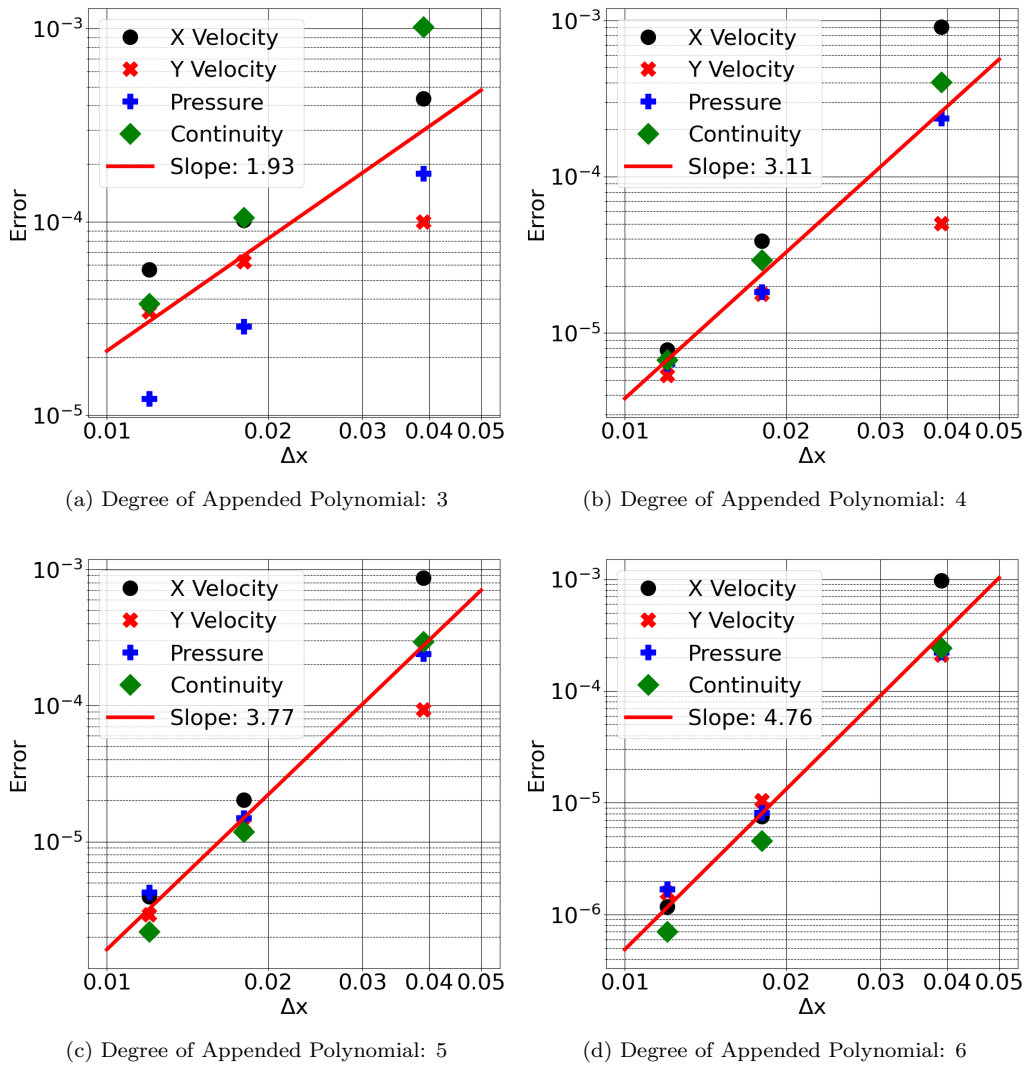 10^-3
10^-4
10^-5
Error
X Velocity
Y Velocity
Pressure
Continuity
Slope: 1.93
0.01 0.02 0.03 0.04 0.05
Δx
(a) Degree of Appended Polynomial: 3
10^-3
10^-4
10^-5
Error
X Velocity
Y Velocity
Pressure
Continuity
Slope: 3.11
0.01 0.02 0.03 0.04 0.05
Δx
(b) Degree of Appended Polynomial: 4
10^-3
10^-4
10^-5
Error
X Velocity
Y Velocity
Pressure
Continuity
Slope: 3.77
0.01 0.02 0.03 0.04 0.05
Δx
(c) Degree of Appended Polynomial: 5
10^-3
10^-4
10^-5
10^-6
Error
X Velocity
Y Velocity
Pressure
Continuity
Slope: 4.76
0.01 0.02 0.03 0.04 0.05
Δx
(d) Degree of Appended Polynomial: 6